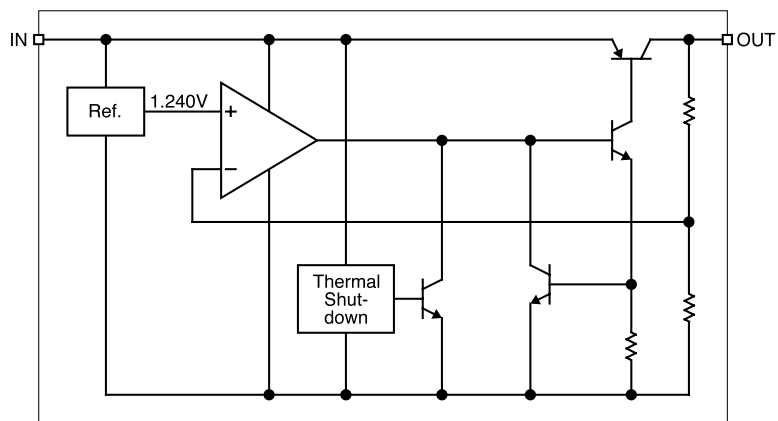 IN
OUT
Ref.
1.240V
+
−
Thermal
Shut-
down